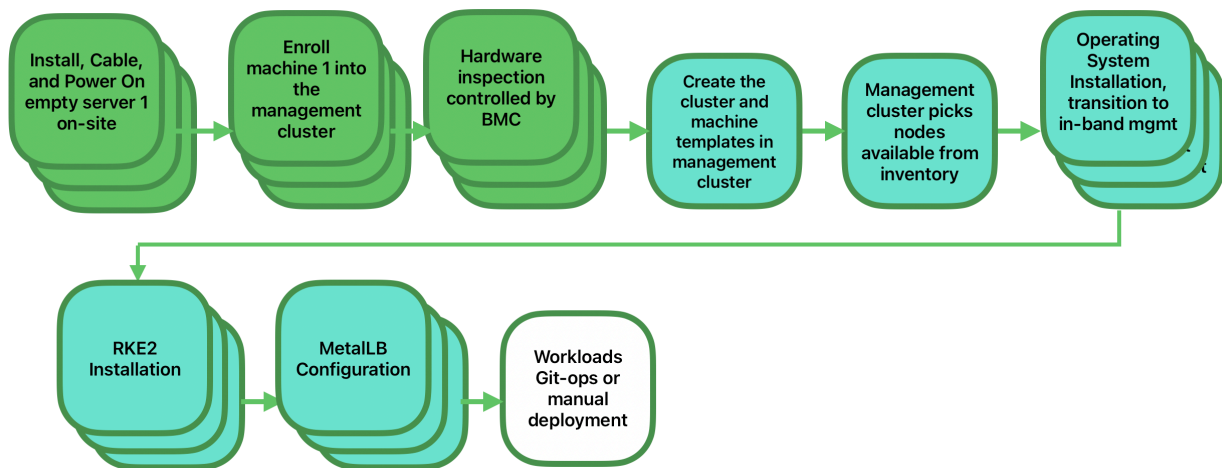 Install, Cable,
and Power On
empty server 1
on-site
Enroll
machine 1 into
the
management
cluster
Hardware
inspection
controlled by
BMC
Create the
cluster and
machine
templates in
management
cluster
Management
cluster picks
nodes
available from
inventory
Operating
System
Installation,
transition to
in-band mgmt
RKE2
Installation
MetalLB
Configuration
Workloads
Git-ops or
manual
deployment